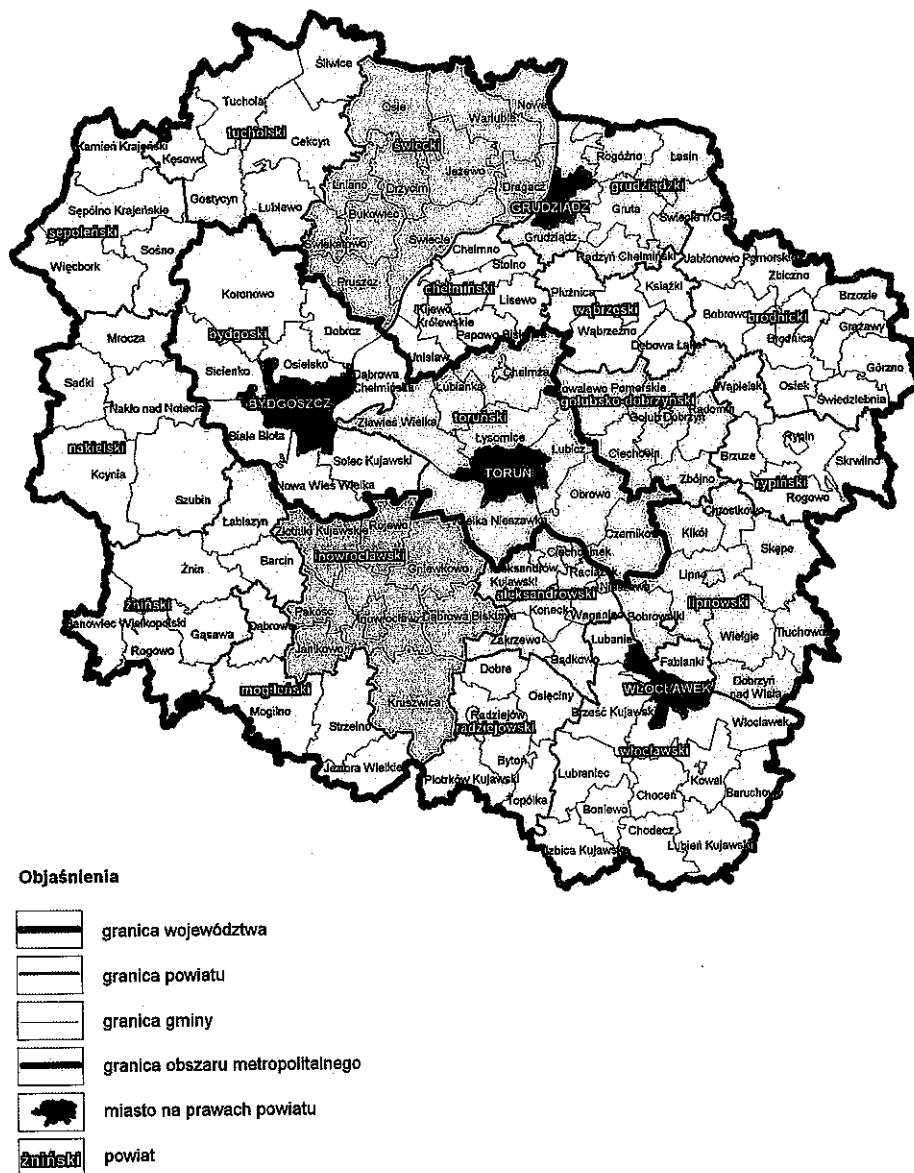 Śliwice
Tuchola
tucholski
Cekcyn
Kamień Krajeński
Kęsowo
Gostycyn
Lubiewo
Sępólno Krajeńskie
sępoleński
Sośno
Więcbork
Osie
Warlubie
Nowe
świecki
Jeżewo
Lniano
Drzycim
Dragacz
Bukowiec
Świekatowo
Świecie
Pruszcz
Rogóźno
Łasin
grudziądzki
GRUDZIĄDZ
Gruta
Świecie n.Os
Grudziądz
Radzyń Chełmiński
Chełmno
Stolno
chełmiński
Lisewo
Kijewo
Królewskie
Papowo Bisk
Unisław
Płużnica
Książki
wąbrzeski
Wąbrzeźno
Dębowa Łąka
Jabłonowo Pomorskie
Zbiczno
Bobrowo
brodnicki
Brzozie
Grążawy
Brodnica
Górzno
Osiek
Świedziebnia
Wąpielsk
Koronowo
bydgoski
Dobrcz
Osielsko
Sicienko
Dąbrowa
Chełmińska
BYDGOSZCZ
Białe Błota
Solec Kujawski
Nowa Wieś Wielka
Mrocza
Sadki
Nakło nad Notecią
nakielski
Kcynia
Szubin
Chełmża
Łubianka
toruński
Zławieś Wielka
Łysomice
TORUŃ
Lubicz
Obrowo
Wielka Nieszawka
Czernikowo
Kowalewo Pomorskie
golubsko-dobrzyński
Radomin
Golub Dobrzyń
Ciechocin
Zbójno
Rypin
Brzuze
rypiński
Skrwilno
Rogowo
Łabiszyn
Żnin
Barcin
żniński
Janowiec Wielkopolski
Gąsawa
Rogowo
Dąbrowa
mogileński
Mogilno
Strzelno
Jeziora Wielkie
Złotniki Kujawskie
Rojewo
inowrocławski
Gniewkowo
Pakość
Inowrocław
Dąbrowa Biskupia
Janikowo
Kruszwica
Ciechocinek
Aleksandrów
Kujawski
Raciąż
Nieszawa
aleksandrowski
Koneck
Waganiec
Zakrzewo
Bądkowo
Chrostkowo
Kikół
Skępe
Lipno
lipnowski
Bobrowniki
Wielgie
Tłuchowo
Dobrzyń
nad Wisłą
Dobre
Osięciny
Radziejów
radziejowski
Bytoń
Piotrków Kujawski
Topólka
Lubanie
Fabianki
WŁOCŁAWEK
Brześć Kujawski
Włocławek
włocławski
Lubraniec
Kowal
Choceń
Baruchowo
Boniewo
Chodecz
Izbica Kujawska
Lubień Kujawski
Objaśnienia
granica województwa
granica powiatu
granica gminy
granica obszaru metropolitalnego
miasto na prawach powiatu
żniński
powiat